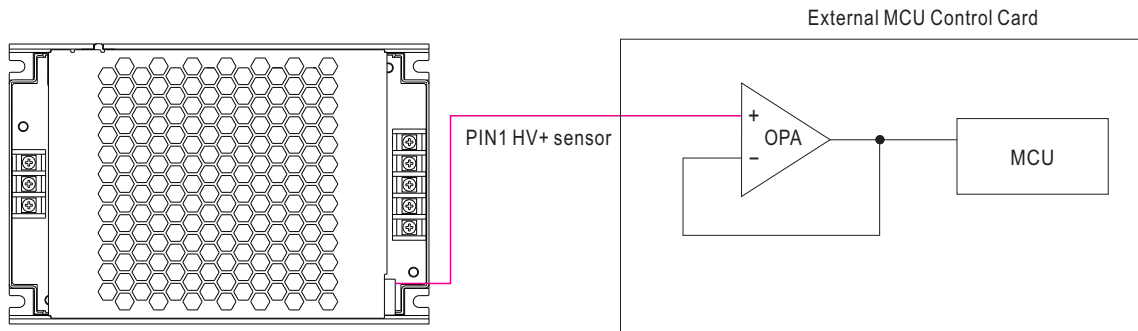 External MCU Control Card
PIN1 HV+ sensor
+
OPA
−
MCU